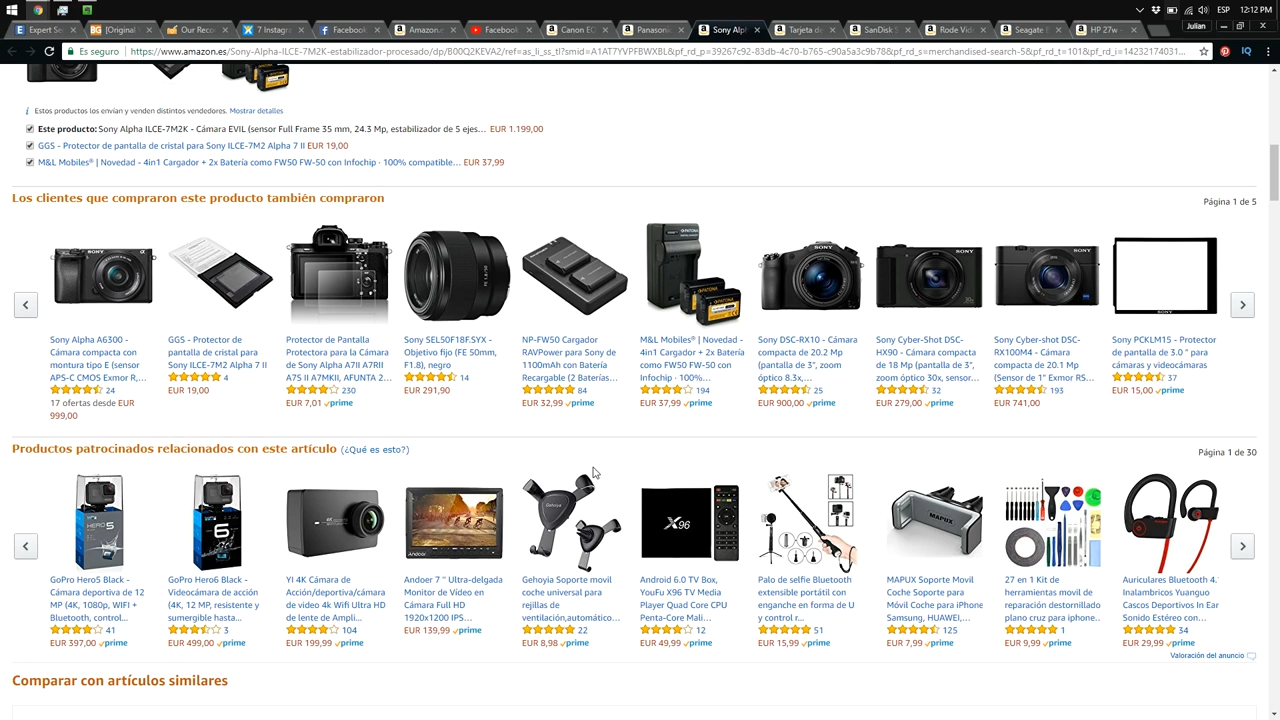 ESP 12:12 PM
Expert Se
[Original
Our Reco
7 Instagra
Facebook
Amazon.e
Facebook
Canon EO
Panasonic
Sony Alph
Tarjeta de
SanDisk S
Rode Vid
Seagate E
HP 27w -
Julian
Es seguro https://www.amazon.es/Sony-Alpha-ILCE-7M2K-estabilizador-procesado/dp/B00Q2KEVA2/ref=as_li_ss_tl?smid=A1AT7YVPFBWXBL&pf_rd_p=39267c92-83db-4c70-b765-c90a5a3c9b78&pf_rd_s=merchandised-search-5&pf_rd_t=101&pf_rd_i=14232174031...
Estos productos los envían y venden distintos vendedores. Mostrar detalles
Este producto: Sony Alpha ILCE-7M2K - Cámara EVIL (sensor Full Frame 35 mm, 24.3 Mp, estabilizador de 5 ejes… EUR 1.199,00
GGS - Protector de pantalla de cristal para Sony ILCE-7M2 Alpha 7 II EUR 19,00
M&L Mobiles® | Novedad - 4in1 Cargador + 2x Batería como FW50 FW-50 con Infochip · 100% compatible… EUR 37,99
Los clientes que compraron este producto también compraron
Página 1 de 5
Sony Alpha A6300 -
Cámara compacta con
montura tipo E (sensor
APS-C CMOS Exmor R,…
24
17 ofertas desde EUR
999,00
GGS - Protector de
pantalla de cristal para
Sony ILCE-7M2 Alpha 7 II
4
EUR 19,00
Protector de Pantalla
Protectora para la Cámara
de Sony Alpha A7II A7RII
A7S II A7MKII, AFUNTA 2…
230
EUR 7,01 prime
Sony SEL50F18F.SYX -
Objetivo fijo (FE 50mm,
F1.8), negro
14
EUR 291,90
NP-FW50 Cargador
RAVPower para Sony de
1100mAh con Batería
Recargable (2 Baterías…
84
EUR 32,99 prime
M&L Mobiles® | Novedad -
4in1 Cargador + 2x Batería
como FW50 FW-50 con
Infochip · 100%…
194
EUR 37,99 prime
Sony DSC-RX10 - Cámara
compacta de 20.2 Mp
(pantalla de 3", zoom
óptico 8.3x,…
25
EUR 900,00 prime
Sony Cyber-Shot DSC-
HX90 - Cámara compacta
de 18 Mp (pantalla de 3",
zoom óptico 30x, sensor…
32
EUR 279,00 prime
Sony Cyber-shot DSC-
RX100M4 - Cámara
compacta de 20.1 Mp
(Sensor de 1" Exmor RS…
193
EUR 741,00
Sony PCKLM15 - Protector
de pantalla de 3.0 " para
cámaras y videocámaras
37
EUR 15,00 prime
Productos patrocinados relacionados con este artículo (¿Qué es esto?)
Página 1 de 30
GoPro Hero5 Black -
Cámara deportiva de 12
MP (4K, 1080p, WIFI +
Bluetooth, control…
41
EUR 397,00 prime
GoPro Hero6 Black -
Videocámara de acción
(4K, 12 MP, resistente y
sumergible hasta…
3
EUR 499,00 prime
YI 4K Cámara de
Acción/deportiva/cámara
de video 4k Wifi Ultra HD
de lente de Ampli…
104
EUR 199,99 prime
Andoer 7 '' Ultra-delgada
Monitor de Vídeo en
Cámara Full HD
1920x1200 IPS…
EUR 139,99 prime
Gehoyia Soporte movil
coche universal para
rejillas de
ventilación,automático…
22
EUR 8,98 prime
Android 6.0 TV Box,
YouFu X96 TV Media
Player Quad Core CPU
Penta-Core Mali…
12
EUR 49,99 prime
Palo de selfie Bluetooth
extensible portátil con
enganche en forma de U
y control r…
51
EUR 15,99 prime
MAPUX Soporte Movil
Coche Soporte para
Móvil Coche para iPhone
Samsung, HUAWEI,…
125
EUR 7,99 prime
27 en 1 Kit de
herramientas movil de
reparación destornillado
plano cruz para iphone..
1
EUR 9,99 prime
Auriculares Bluetooth 4.
Inalambricos Yuanguo
Cascos Deportivos In Ear
Sonido Estéreo con…
34
EUR 29,99 prime
Valoración del anuncio
Comparar con artículos similares